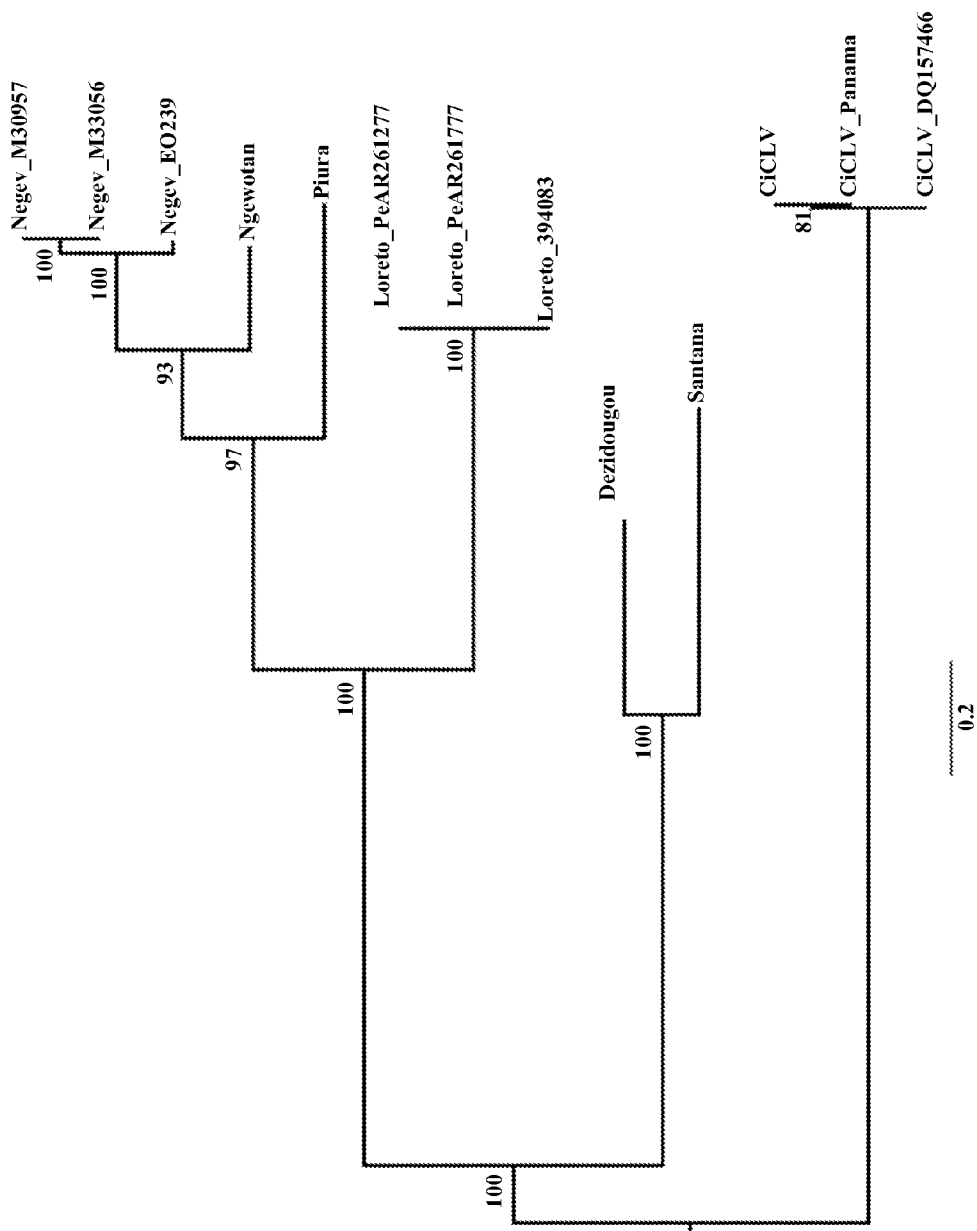 Negev_M30957
100
Negev_M33056
100
Negev_EO239
93
Ngewotan
97
Piura
100
Loreto_PeAR261277
Loreto_PeAR261777
100
Loreto_394083
100
Dezidougou
100
Santana
CiCLV
81
CiCLV_Panama
CiCLV_DQ157466
0.2